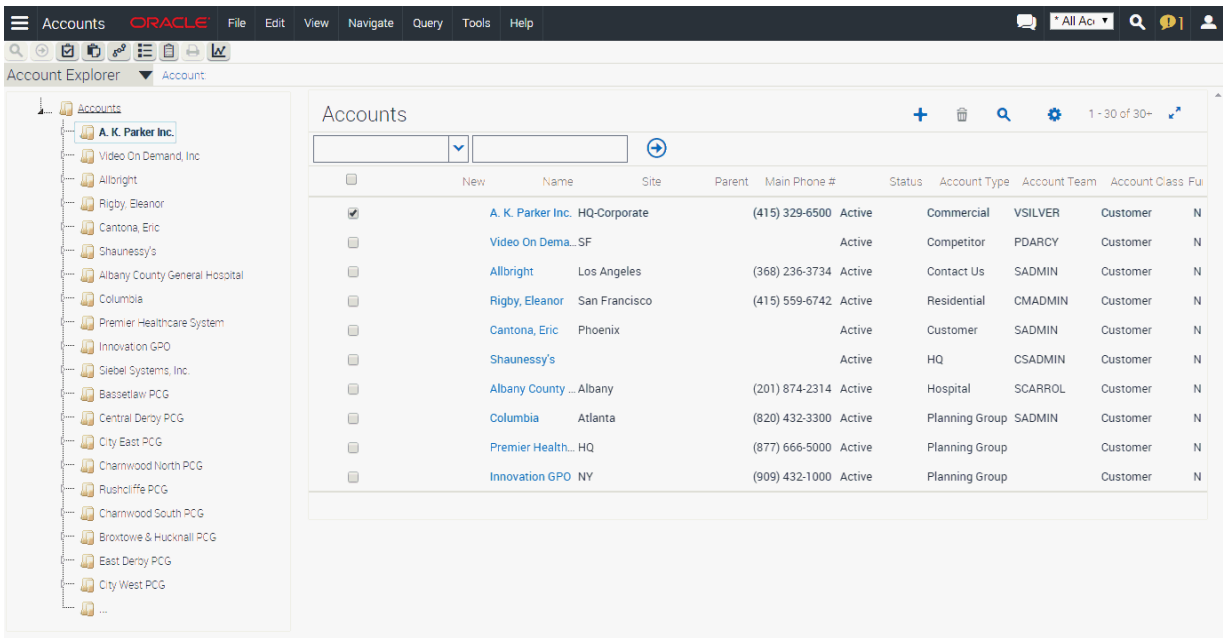 Accounts ORACLE File Edit View Navigate Query Tools Help * All Acc
Account Explorer Account:
Accounts
A. K. Parker Inc.
Video On Demand, Inc
Allbright
Rigby, Eleanor
Cantona, Eric
Shaunessy's
Albany County General Hospital
Columbia
Premier Healthcare System
Innovation GPO
Siebel Systems, Inc.
Bassetlaw PCG
Central Derby PCG
City East PCG
Charnwood North PCG
Rushcliffe PCG
Charnwood South PCG
Broxtowe & Hucknall PCG
East Derby PCG
City West PCG
...
Accounts 1 - 30 of 30+
New Name Site Parent Main Phone # Status Account Type Account Team Account Class Fu
A. K. Parker Inc. HQ-Corporate (415) 329-6500 Active Commercial VSILVER Customer N
Video On Dema... SF Active Competitor PDARCY Customer N
Allbright Los Angeles (368) 236-3734 Active Contact Us SADMIN Customer N
Rigby, Eleanor San Francisco (415) 559-6742 Active Residential CMADMIN Customer N
Cantona, Eric Phoenix Active Customer SADMIN Customer N
Shaunessy's Active HQ CSADMIN Customer N
Albany County ... Albany (201) 874-2314 Active Hospital SCARROL Customer N
Columbia Atlanta (820) 432-3300 Active Planning Group SADMIN Customer N
Premier Health... HQ (877) 666-5000 Active Planning Group Customer N
Innovation GPO NY (909) 432-1000 Active Planning Group Customer N